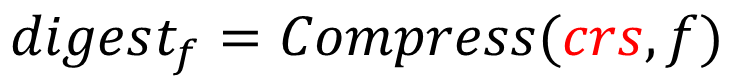 digest_f = Compress(crs, f)